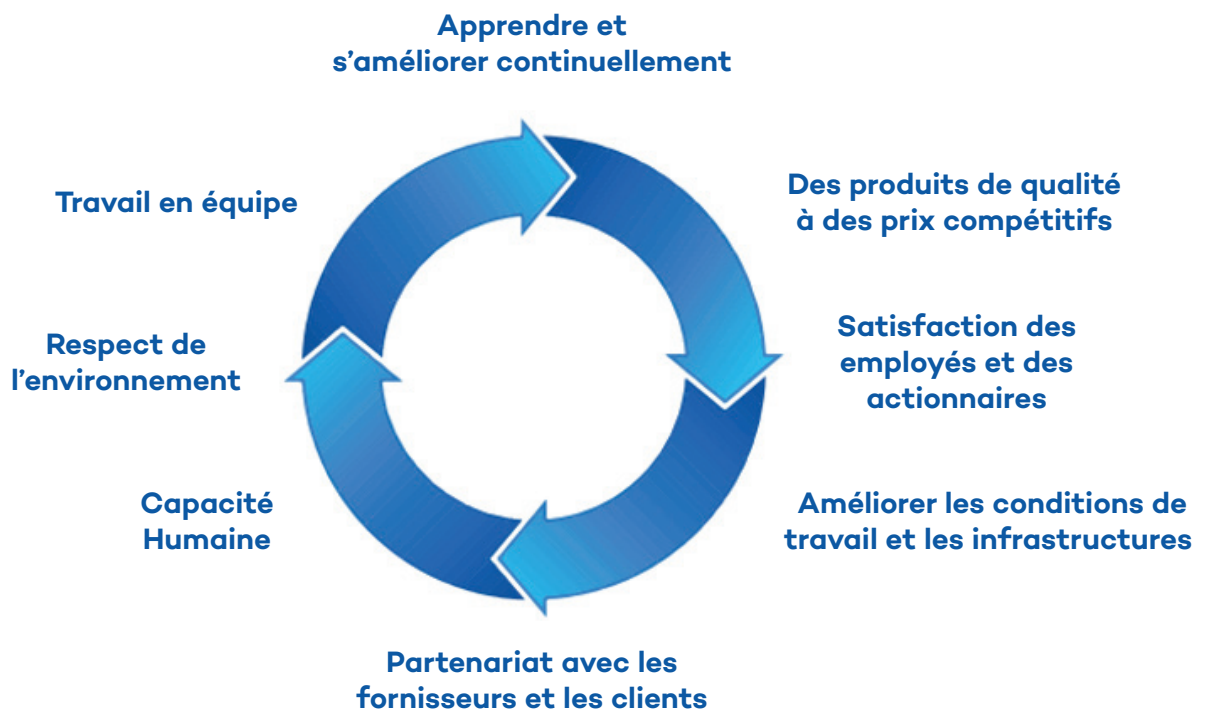 Apprendre et
s'améliorer continuellement
Des produits de qualité
à des prix compétitifs
Satisfaction des
employés et des
actionnaires
Améliorer les conditions de
travail et les infrastructures
Partenariat avec les
fornisseurs et les clients
Capacité
Humaine
Respect de
l'environnement
Travail en équipe